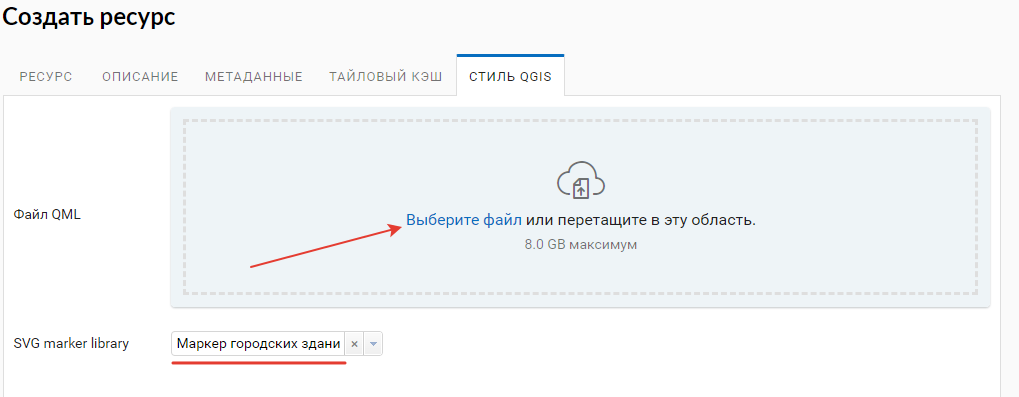 Создать ресурс
РЕСУРС ОПИСАНИЕ МЕТАДАННЫЕ ТАЙЛОВЫЙ КЭШ СТИЛЬ QGIS
Файл QML
Выберите файл или перетащите в эту область.
8.0 GB максимум
SVG marker library
Маркер городских здани